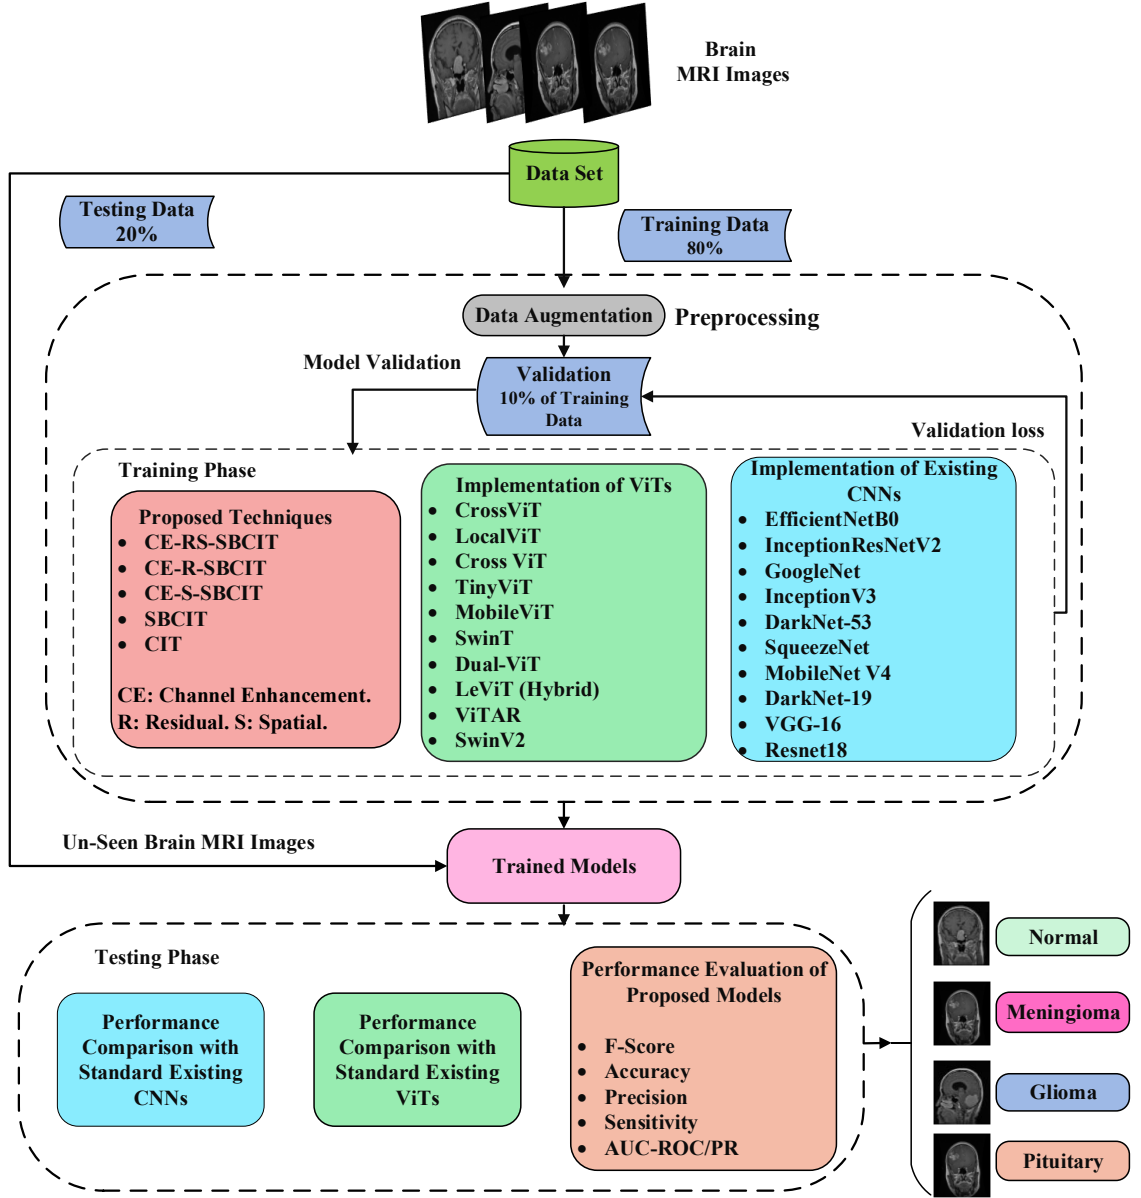 Brain
MRI Images
Data Set
Testing Data
20%
Training Data
80%
Data Augmentation
Preprocessing
Model Validation
Validation
10% of Training
Data
Validation loss
Training Phase
Proposed Techniques
• CE-RS-SBCIT
• CE-R-SBCIT
• CE-S-SBCIT
• SBCIT
• CIT
CE: Channel Enhancement.
R: Residual. S: Spatial.
Implementation of ViTs
• CrossViT
• LocalViT
• Cross ViT
• TinyViT
• MobileViT
• SwinT
• Dual-ViT
• LeViT (Hybrid)
• ViTAR
• SwinV2
Implementation of Existing
CNNs
• EfficientNetB0
• InceptionResNetV2
• GoogleNet
• InceptionV3
• DarkNet-53
• SqueezeNet
• MobileNet V4
• DarkNet-19
• VGG-16
• Resnet18
Un-Seen Brain MRI Images
Trained Models
Testing Phase
Performance
Comparison with
Standard Existing
CNNs
Performance
Comparison with
Standard Existing
ViTs
Performance Evaluation of
Proposed Models
• F-Score
• Accuracy
• Precision
• Sensitivity
• AUC-ROC/PR
Normal
Meningioma
Glioma
Pituitary